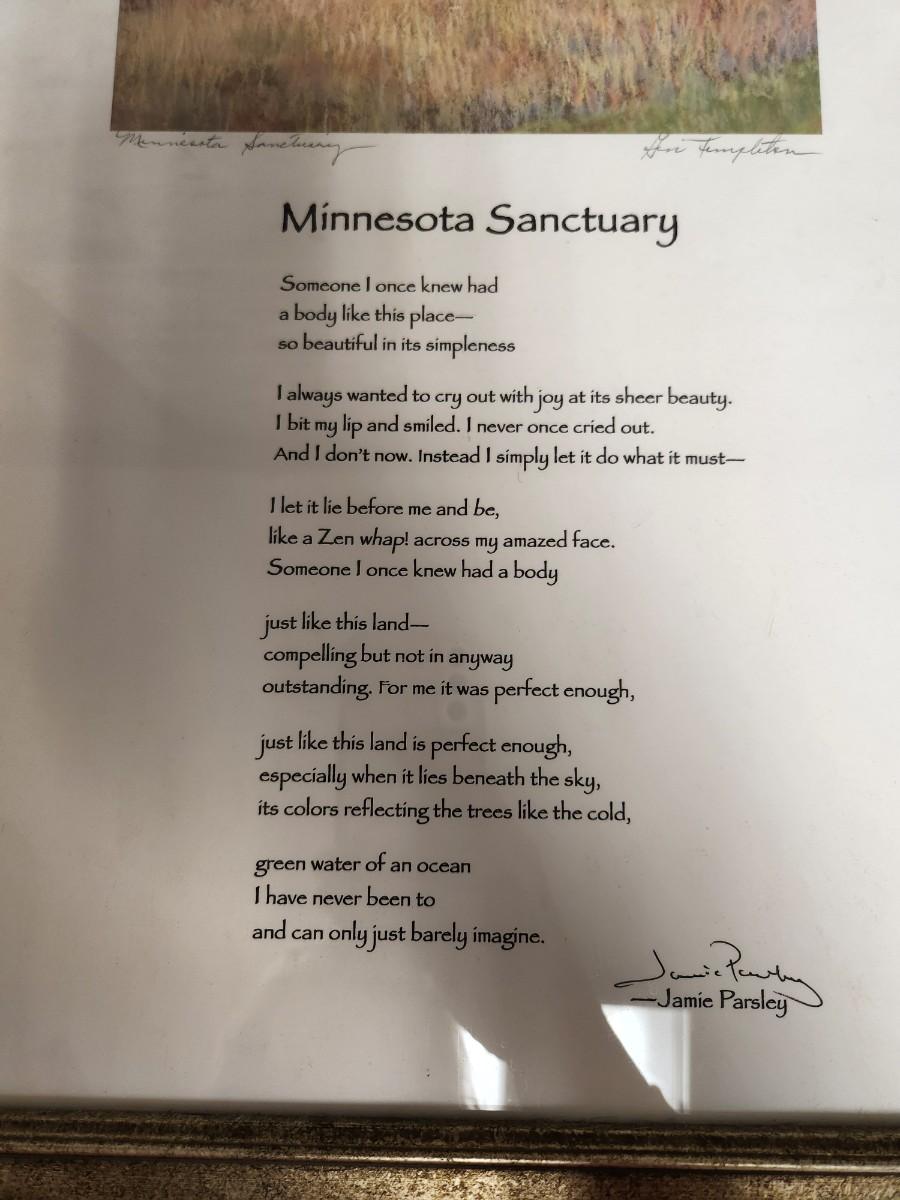 Minnesota Sanctuary
Templeton
Minnesota Sanctuary
Someone I once knew had
a body like this place—
so beautiful in its simpleness
I always wanted to cry out with joy at its sheer beauty.
I bit my lip and smiled. I never once cried out.
And I don't now. Instead I simply let it do what it must—
I let it lie before me and be,
like a Zen whap! across my amazed face.
Someone I once knew had a body
just like this land—
compelling but not in anyway
outstanding. For me it was perfect enough,
just like this land is perfect enough,
especially when it lies beneath the sky,
its colors reflecting the trees like the cold,
green water of an ocean
I have never been to
and can only just barely imagine.
Jamie Parsley
—Jamie Parsley